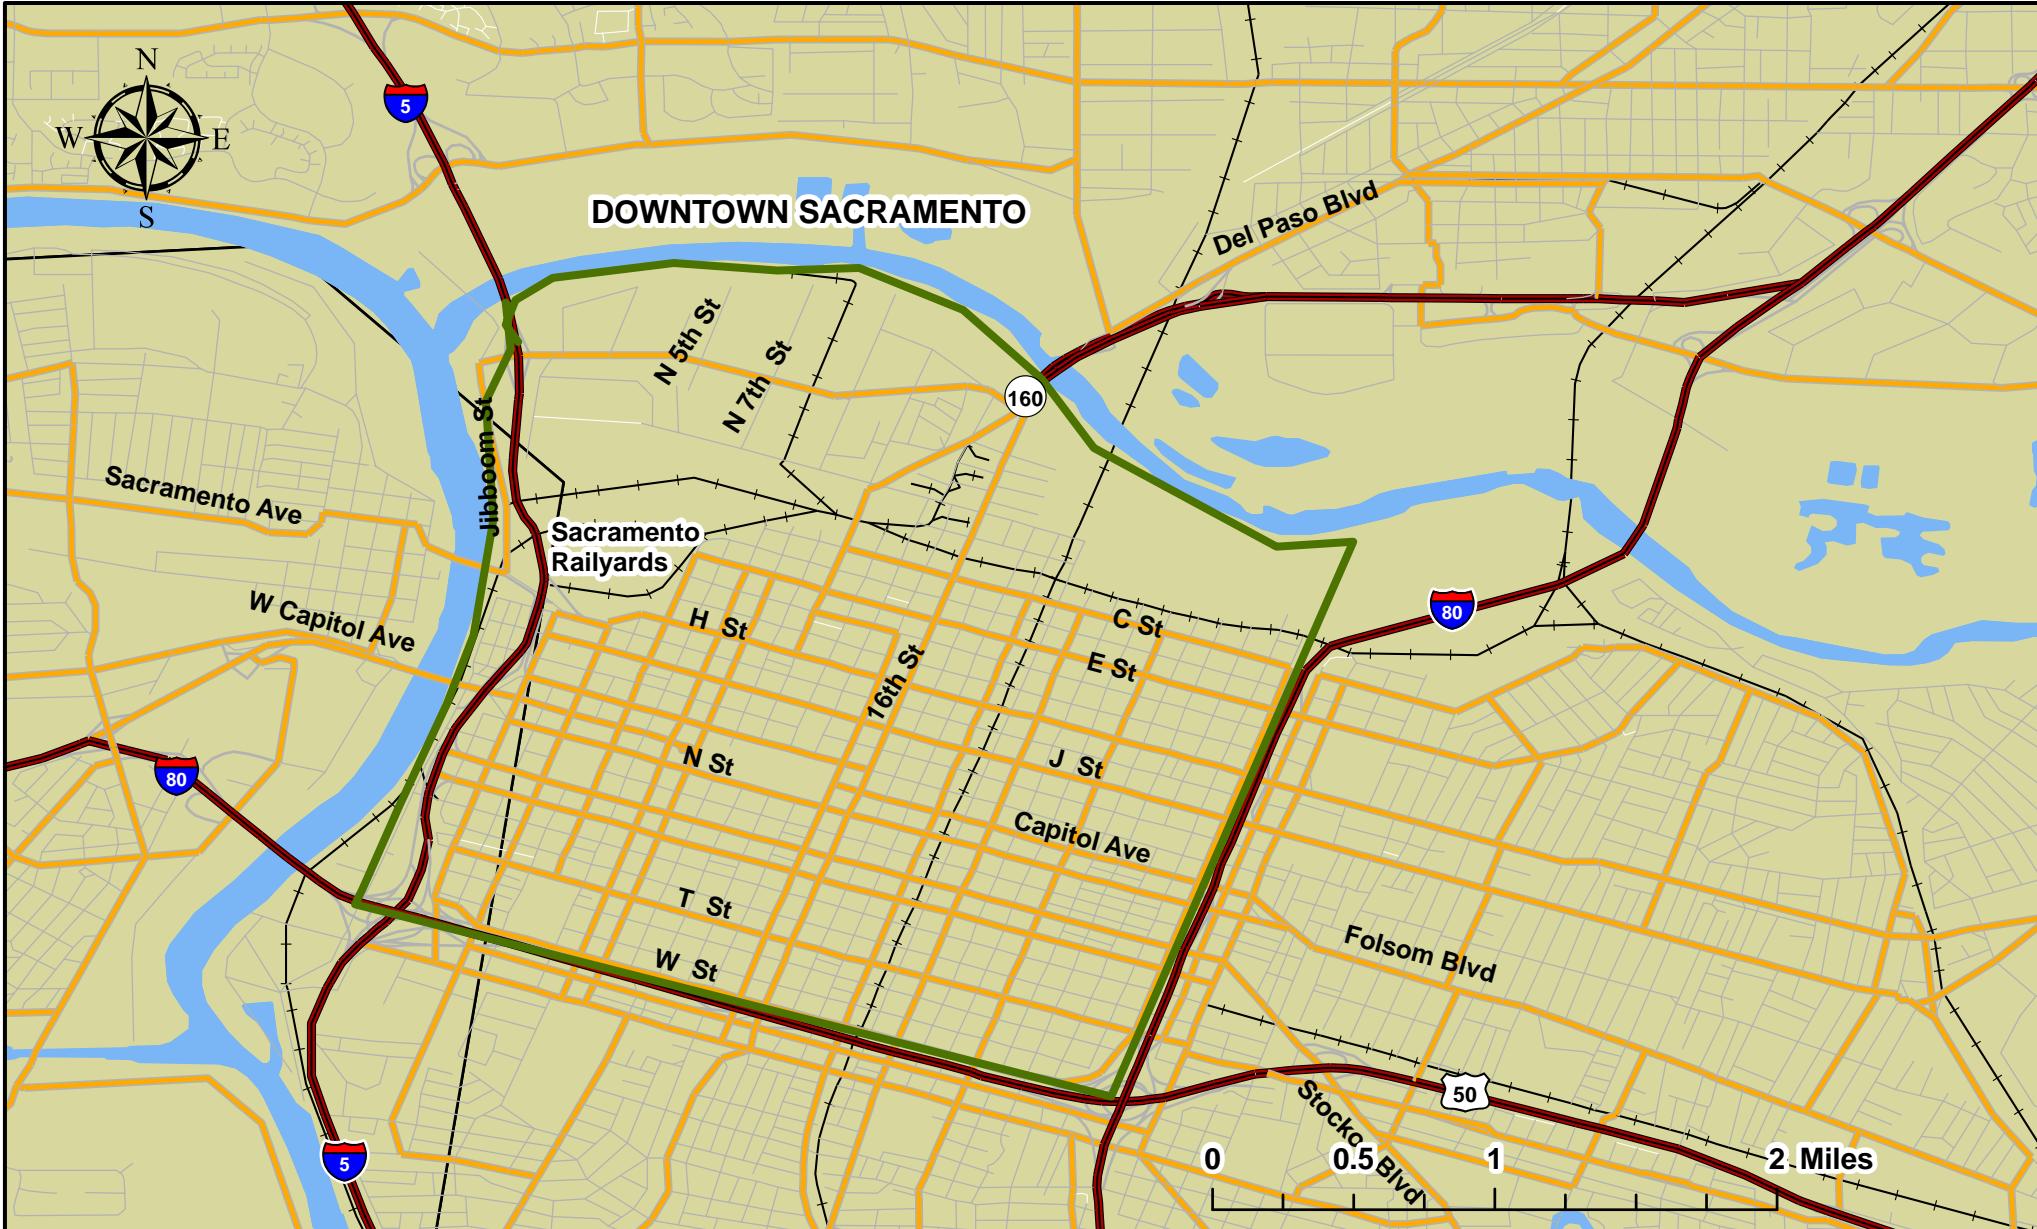 N
W
E
S
5
DOWNTOWN SACRAMENTO
Del Paso Blvd
N 5th St
N 7th St
160
Jibboom St
Sacramento Ave
Sacramento
Railyards
W Capitol Ave
H St
C St
80
E St
16th St
N St
J St
80
Capitol Ave
T St
W St
Folsom Blvd
50
Stocko Blvd
5
0
0.5
1
2 Miles